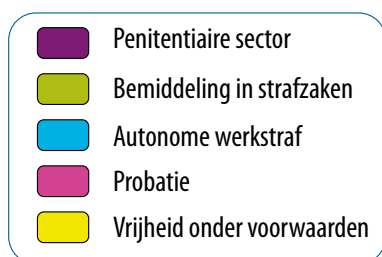 Penitentiaire sector
Bemiddeling in strafzaken
Autonome werkstraf
Probatie
Vrijheid onder voorwaarden